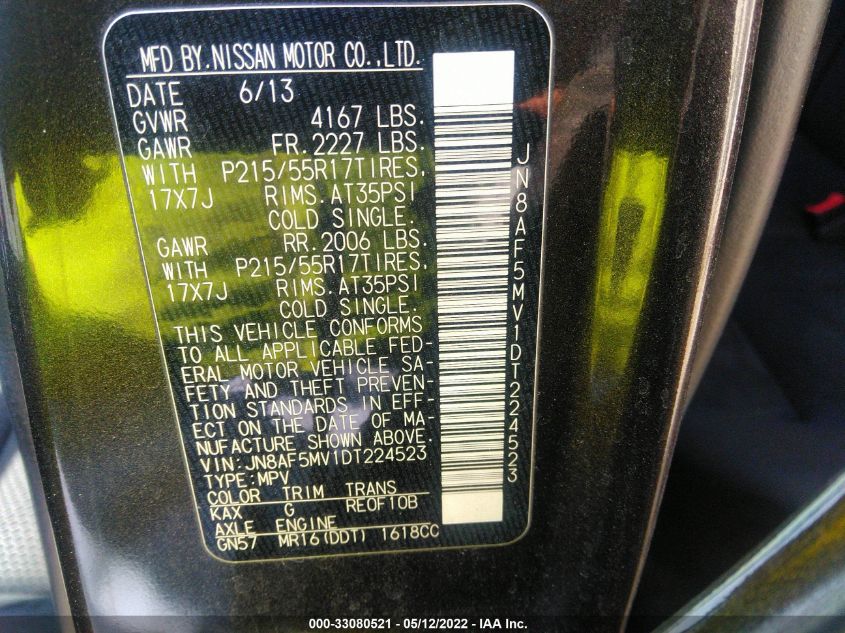 MFD BY.NISSAN MOTOR CO.,LTD.
DATE 6/13
GVWR 4167 LBS.
GAWR FR.2227 LBS.
WITH P215/55R17TIRES,
17X7J RIMS.AT35PSI
COLD SINGLE.
GAWR RR.2006 LBS.
WITH P215/55R17TIRES,
17X7J RIMS.AT35PSI
COLD SINGLE.
THIS VEHICLE CONFORMS
TO ALL APPLICABLE FED-
ERAL MOTOR VEHICLE SA-
FETY AND THEFT PREVEN-
TION STANDARDS IN EFF-
ECT ON THE DATE OF MA-
NUFACTURE SHOWN ABOVE.
VIN:JN8AF5MV1DT224523
TYPE:MPV
COLOR TRIM TRANS
KAX G RE0F10B
AXLE ENGINE
GN57 MR16(DDT) 1618CC
JN8AF5MV1DT224523
000-33080521 - 05/12/2022 - IAA Inc.